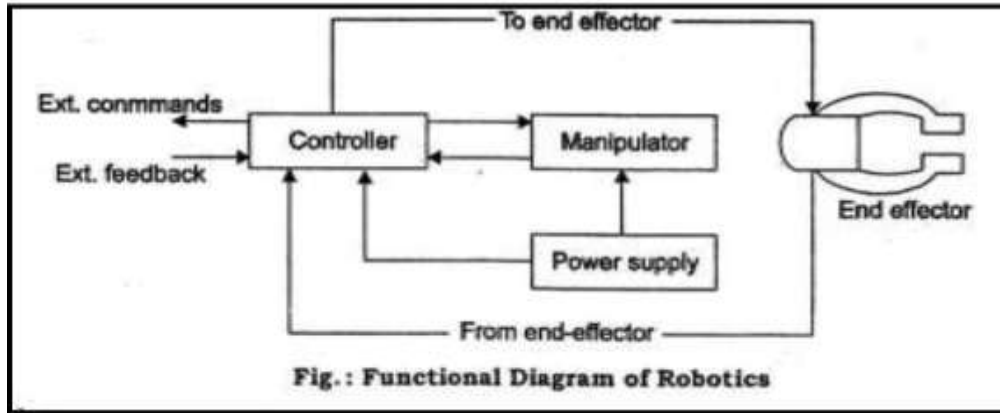 To end effector
Ext. conmmands
Controller
Manipulator
Ext. feedback
End effector
Power supply
From end-effector
Fig.: Functional Diagram of Robotics